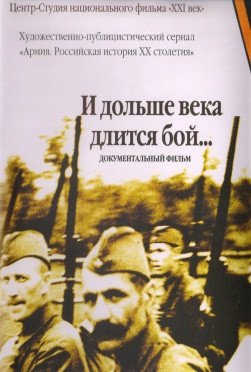 Центр-Студия национального фильма «XXI век»
Художественно-публицистический сериал
«Армия. Российская история XX столетия»
И дольше века
длится бой...
ДОКУМЕНТАЛЬНЫЙ ФИЛЬМ